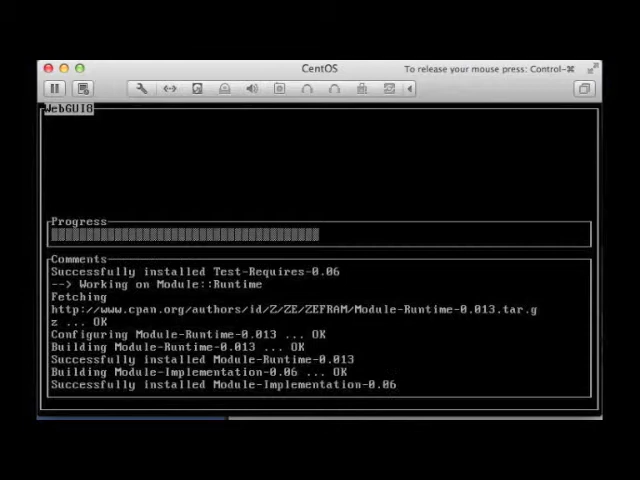 CentOS
To release your mouse press: Control-⌘
WebGUI8
Progress
Comments
Successfully installed Test-Requires-0.06
--> Working on Module::Runtime
Fetching
http://www.cpan.org/authors/id/Z/ZE/ZEFRAM/Module-Runtime-0.013.tar.g
z ... OK
Configuring Module-Runtime-0.013 ... OK
Building Module-Runtime-0.013 ... OK
Successfully installed Module-Runtime-0.013
Building Module-Implementation-0.06 ... OK
Successfully installed Module-Implementation-0.06